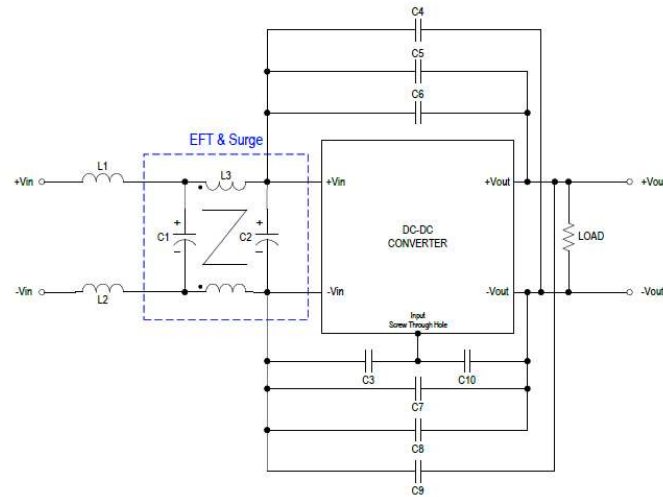 C4
C5
C6
EFT & Surge
L1
L3
+Vin
+Vin
+Vout
+Vout
C1
+
−
C2
+
−
DC-DC
CONVERTER
LOAD
-Vin
-Vin
-Vout
-Vout
L2
Input
Screw Through Hole
C3
C10
C7
C8
C9